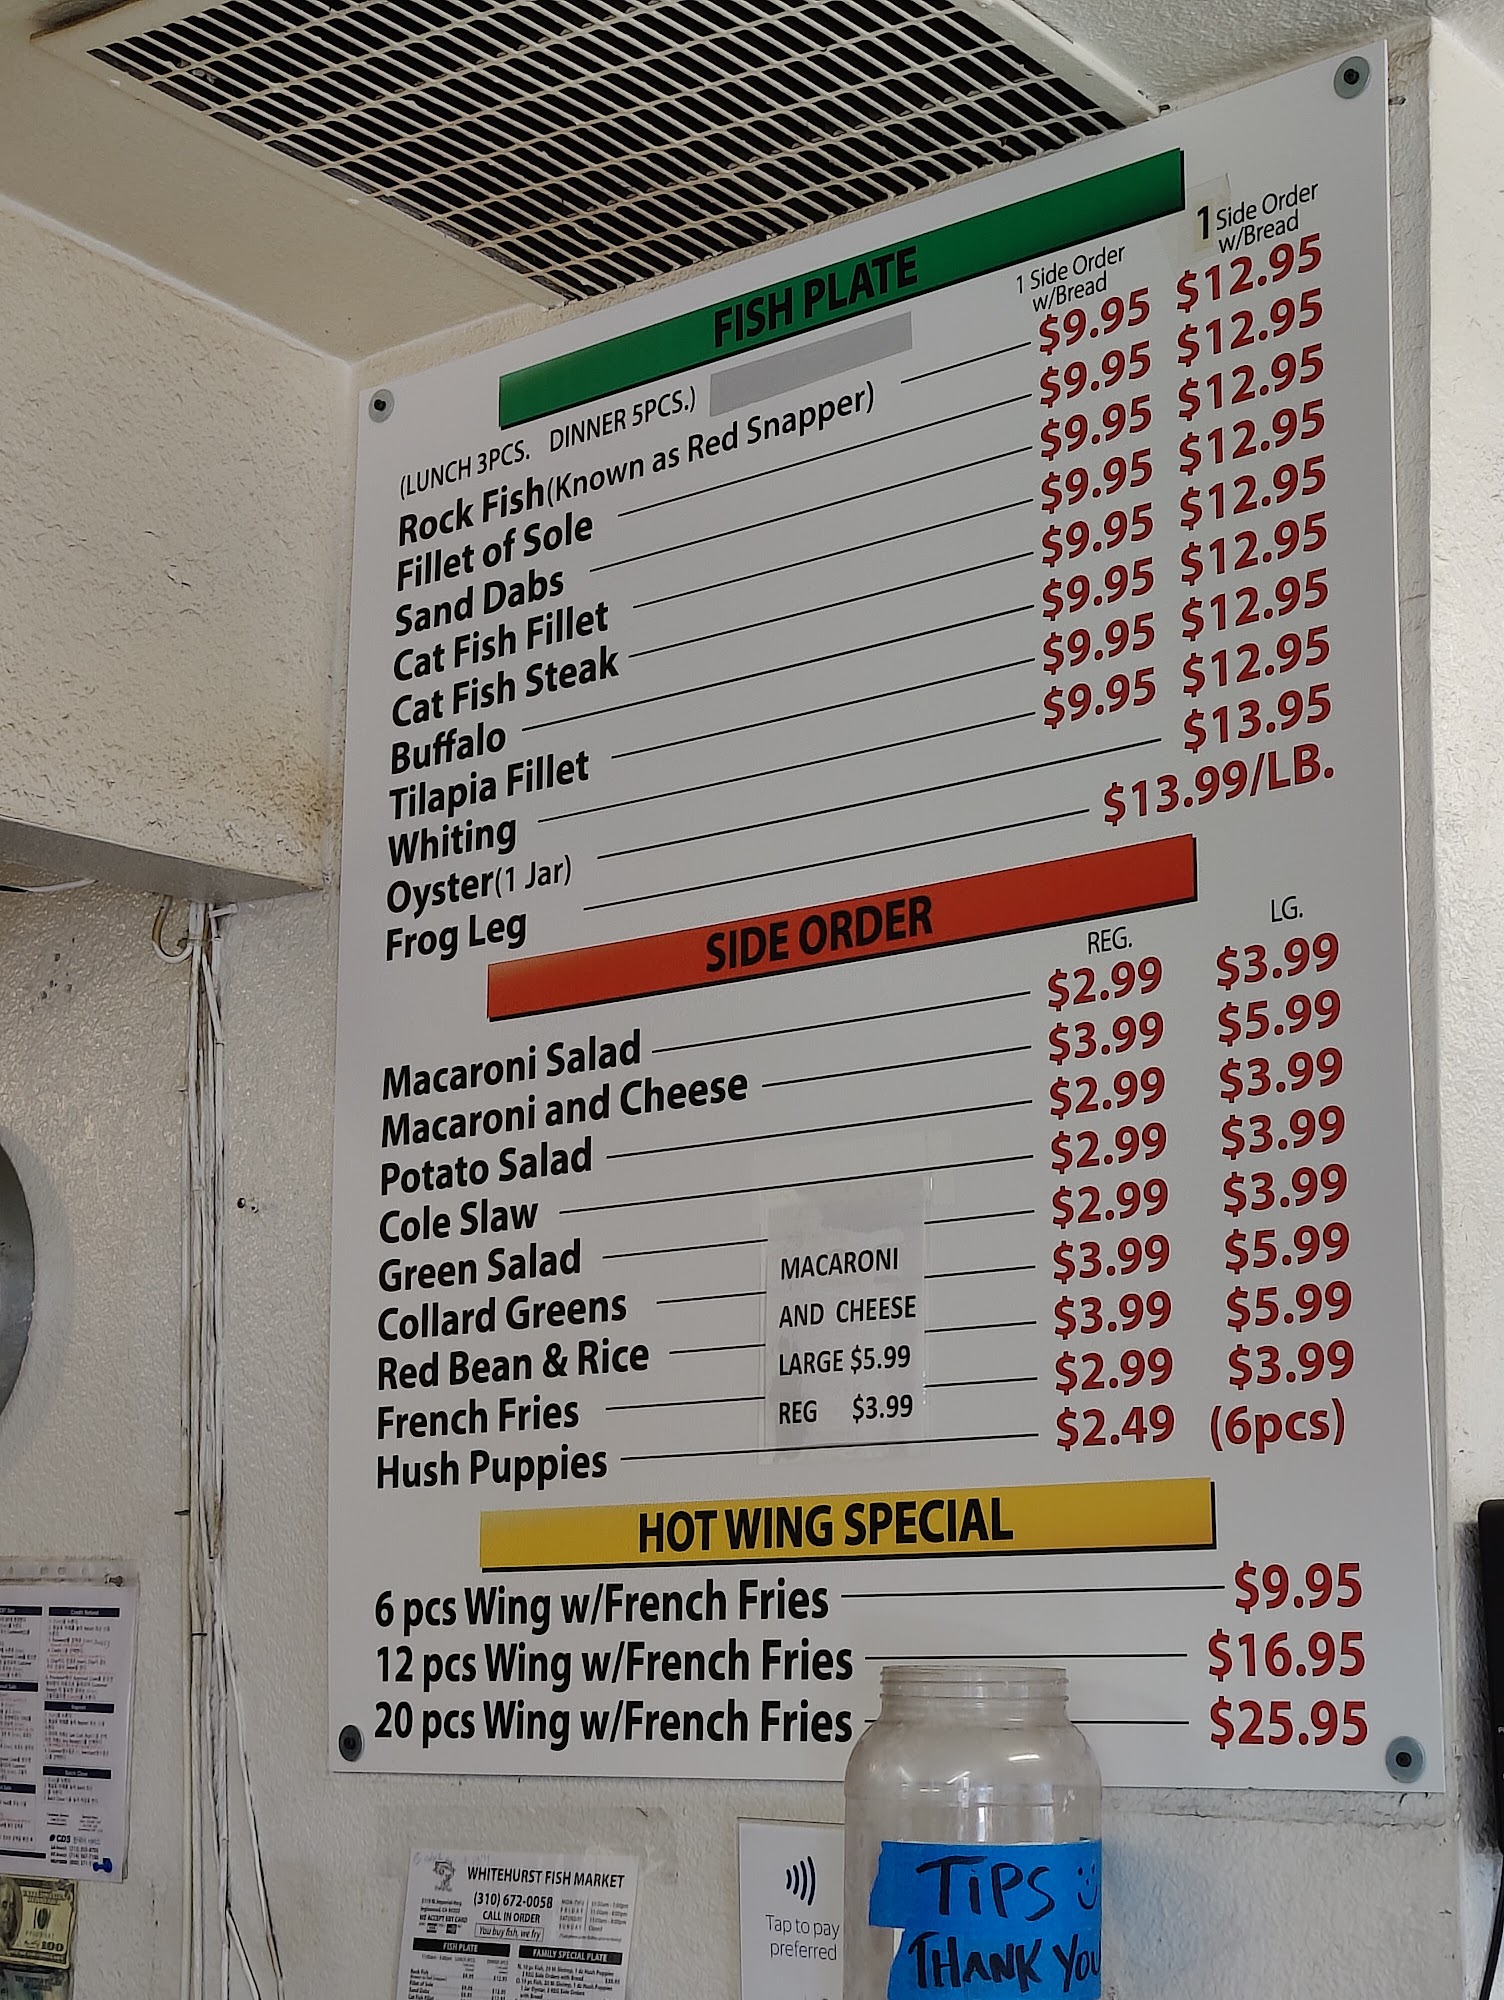 FISH PLATE
1 Side Order w/Bread
1 Side Order w/Bread
(LUNCH 3PCS. DINNER 5PCS.)
Rock Fish(Known as Red Snapper) $9.95 $12.95
Fillet of Sole $9.95 $12.95
Sand Dabs $9.95 $12.95
Cat Fish Fillet $9.95 $12.95
Cat Fish Steak $9.95 $12.95
Buffalo $9.95 $12.95
Tilapia Fillet $9.95 $12.95
Whiting $9.95 $12.95
Oyster(1 Jar) $13.95
Frog Leg $13.99/LB.
SIDE ORDER
REG. LG.
Macaroni Salad $2.99 $3.99
Macaroni and Cheese $3.99 $5.99
Potato Salad $2.99 $3.99
Cole Slaw $2.99 $3.99
Green Salad $2.99 $3.99
Collard Greens $3.99 $5.99
Red Bean & Rice $3.99 $5.99
French Fries $2.99 $3.99
Hush Puppies $2.49 (6pcs)
MACARONI
AND CHEESE
LARGE $5.99
REG $3.99
HOT WING SPECIAL
6 pcs Wing w/French Fries $9.95
12 pcs Wing w/French Fries $16.95
20 pcs Wing w/French Fries $25.95
WHITEHURST FISH MARKET
(310) 672-0058
CALL IN ORDER
You buy fish, we fry
FISH PLATE
FAMILY SPECIAL PLATE
Tap to pay
preferred
TIPS
THANK YOU